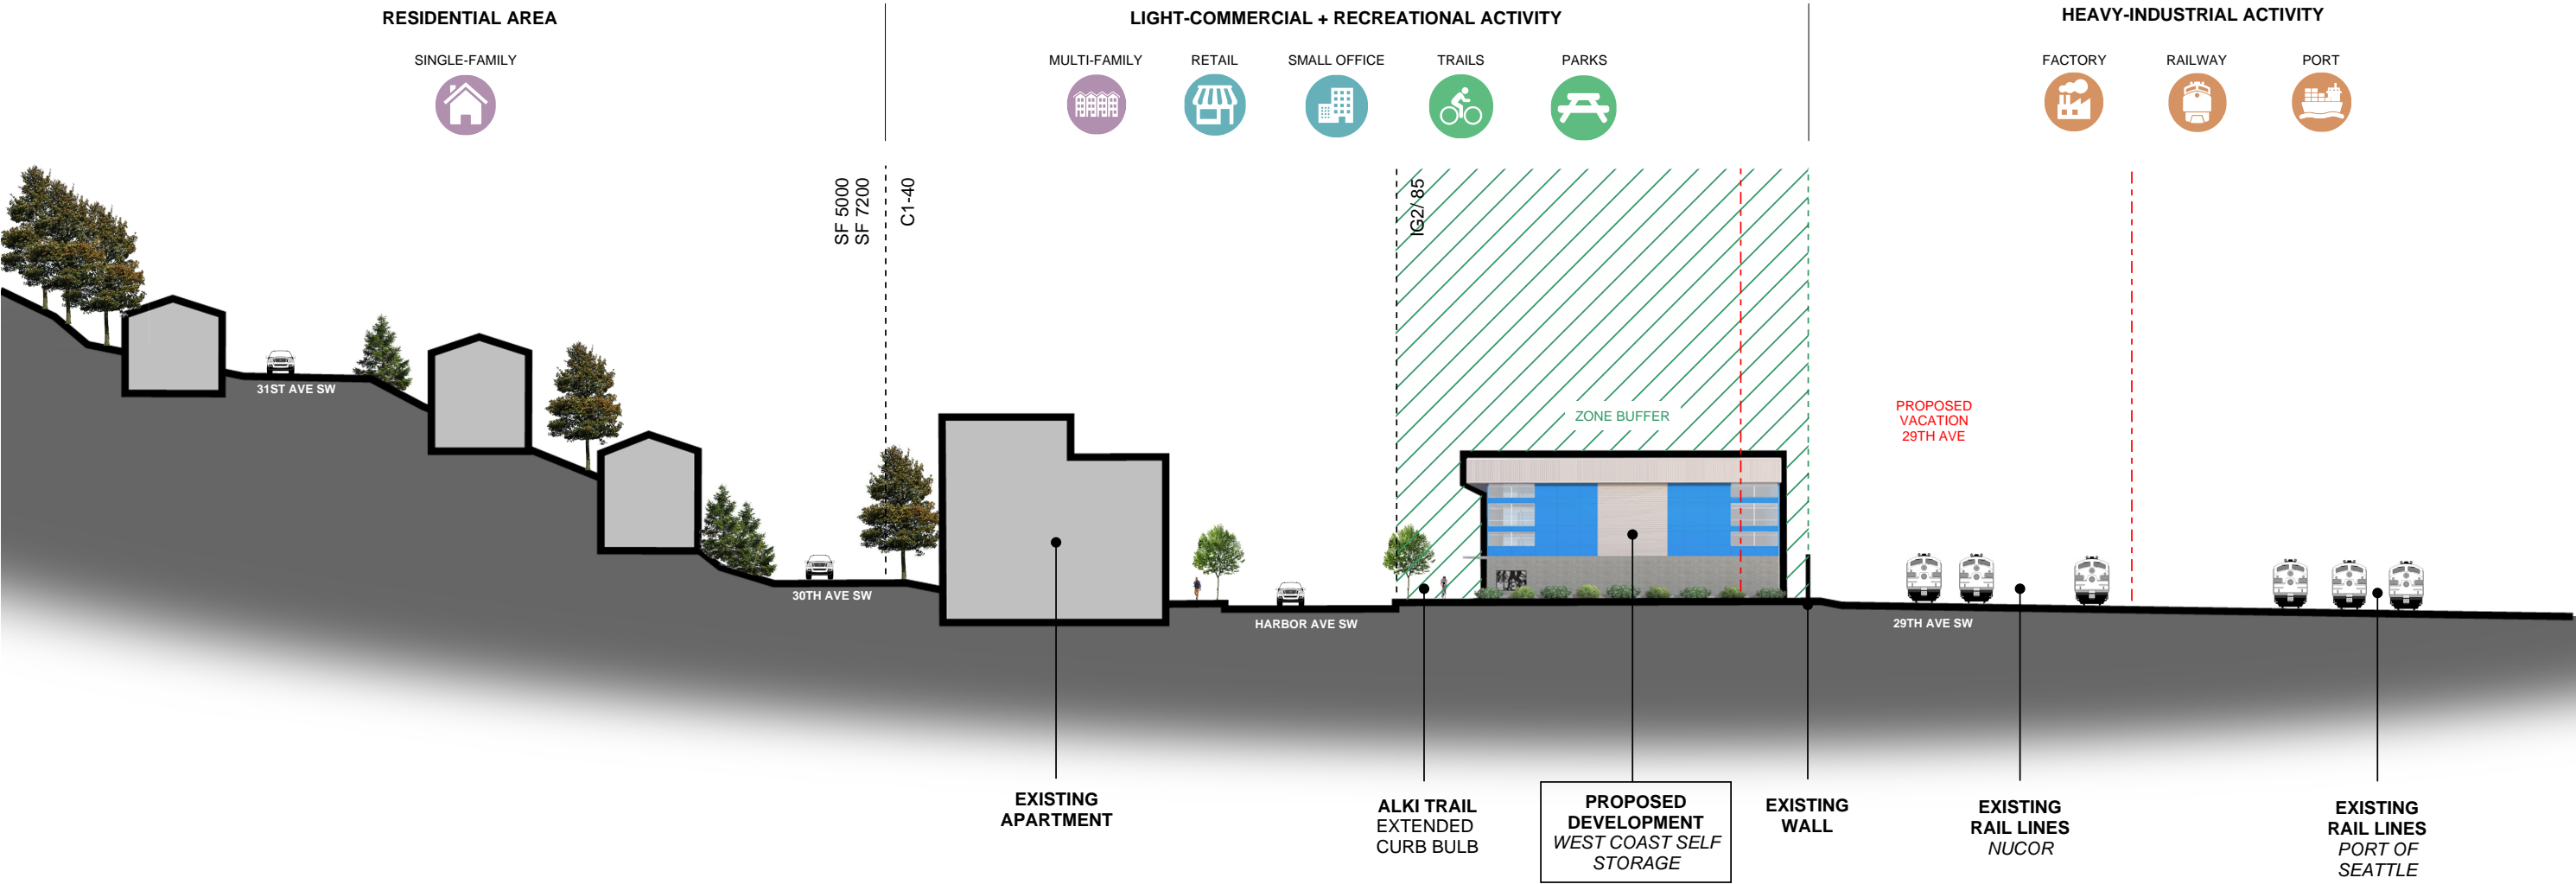 RESIDENTIAL AREA
LIGHT-COMMERCIAL + RECREATIONAL ACTIVITY
HEAVY-INDUSTRIAL ACTIVITY
SINGLE-FAMILY
MULTI-FAMILY
RETAIL
SMALL OFFICE
TRAILS
PARKS
FACTORY
RAILWAY
PORT
SF 5000
SF 7200
C1-40
IG2/ 85
ZONE BUFFER
PROPOSED
VACATION
29TH AVE
31ST AVE SW
30TH AVE SW
HARBOR AVE SW
29TH AVE SW
EXISTING
APARTMENT
ALKI TRAIL
EXTENDED
CURB BULB
PROPOSED
DEVELOPMENT
WEST COAST SELF
STORAGE
EXISTING
WALL
EXISTING
RAIL LINES
NUCOR
EXISTING
RAIL LINES
PORT OF
SEATTLE